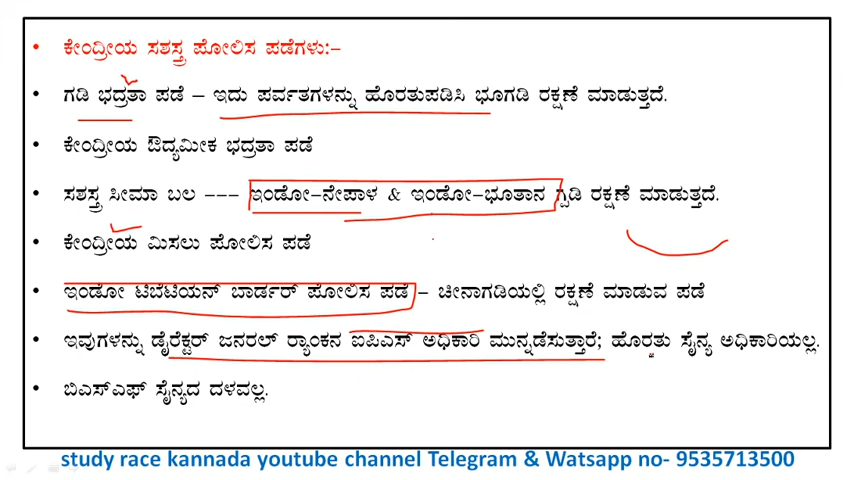 • ಕೇಂದ್ರೀಯ ಸಶಸ್ತ್ರ ಪೋಲಿಸ ಪಡೆಗಳು:–
• ಗಡಿ ಭದ್ರತಾ ಪಡೆ – ಇದು ಪರ್ವತಗಳನ್ನು ಹೊರತುಪಡಿಸಿ ಭೂಗಡಿ ರಕ್ಷಣೆ ಮಾಡುತ್ತದೆ.
• ಕೇಂದ್ರೀಯ ಔದ್ಯಮೀಕ ಭದ್ರತಾ ಪಡೆ
• ಸಶಸ್ತ್ರ ಸೀಮಾ ಬಲ --- ಇಂಡೋ–ನೇಪಾಳ & ಇಂಡೋ–ಭೂತಾನ ಗಡಿ ರಕ್ಷಣೆ ಮಾಡುತ್ತದೆ.
• ಕೇಂದ್ರೀಯ ಮಿಸಲು ಪೋಲಿಸ ಪಡೆ
• ಇಂಡೋ ಟಿಬೆಟಿಯನ್ ಬಾರ್ಡರ್ ಪೋಲಿಸ ಪಡೆ – ಚೀನಾಗಡಿಯಲ್ಲಿ ರಕ್ಷಣೆ ಮಾಡುವ ಪಡೆ
• ಇವುಗಳನ್ನು ಡೈರೆಕ್ಟರ್ ಜನರಲ್ ರ‍್ಯಾಂಕನ ಐಪಿಎಸ್ ಅಧಿಕಾರಿ ಮುನ್ನಡೆಸುತ್ತಾರೆ; ಹೊರತು ಸೈನ್ಯ ಅಧಿಕಾರಿಯಲ್ಲ.
• ಬಿಎಸ್‌ಎಫ್ ಸೈನ್ಯದ ದಳವಲ್ಲ.
study race kannada youtube channel Telegram & Watsapp no- 9535713500